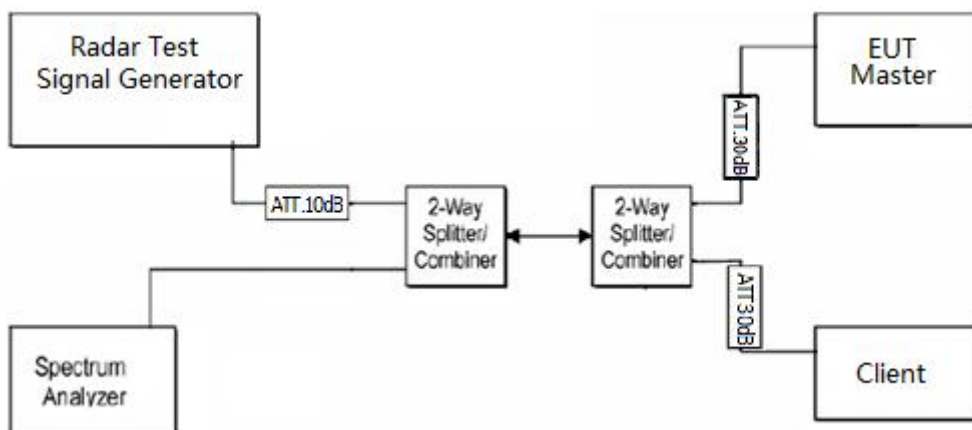 Radar Test
Signal Generator
EUT
Master
ATT.30dB
ATT.10dB
2-Way
Splitter/
Combiner
2-Way
Splitter/
Combiner
ATT30dB
Spectrum
Analyzer
Client